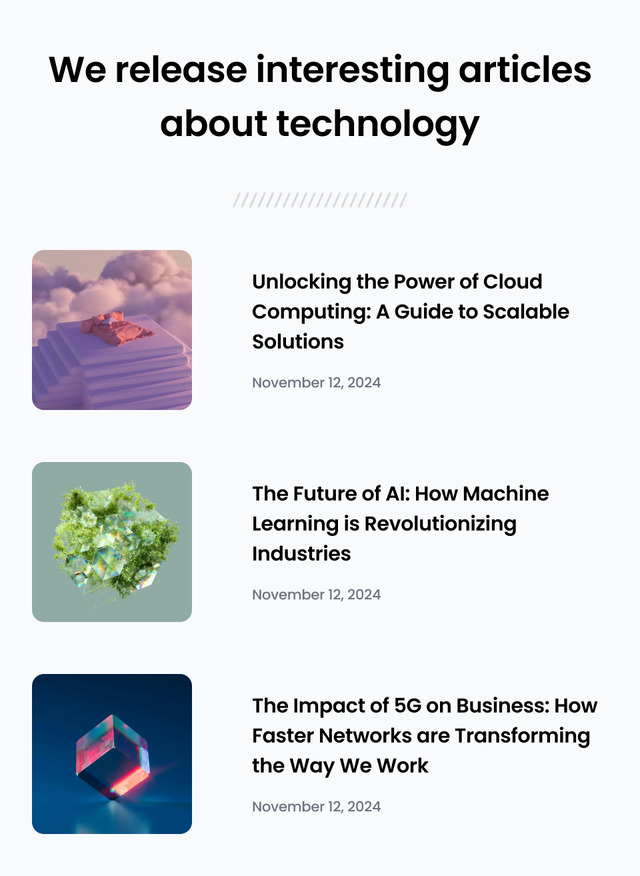 We release interesting articles
about technology
Unlocking the Power of Cloud
Computing: A Guide to Scalable
Solutions
November 12, 2024
The Future of AI: How Machine
Learning is Revolutionizing
Industries
November 12, 2024
The Impact of 5G on Business: How
Faster Networks are Transforming
the Way We Work
November 12, 2024